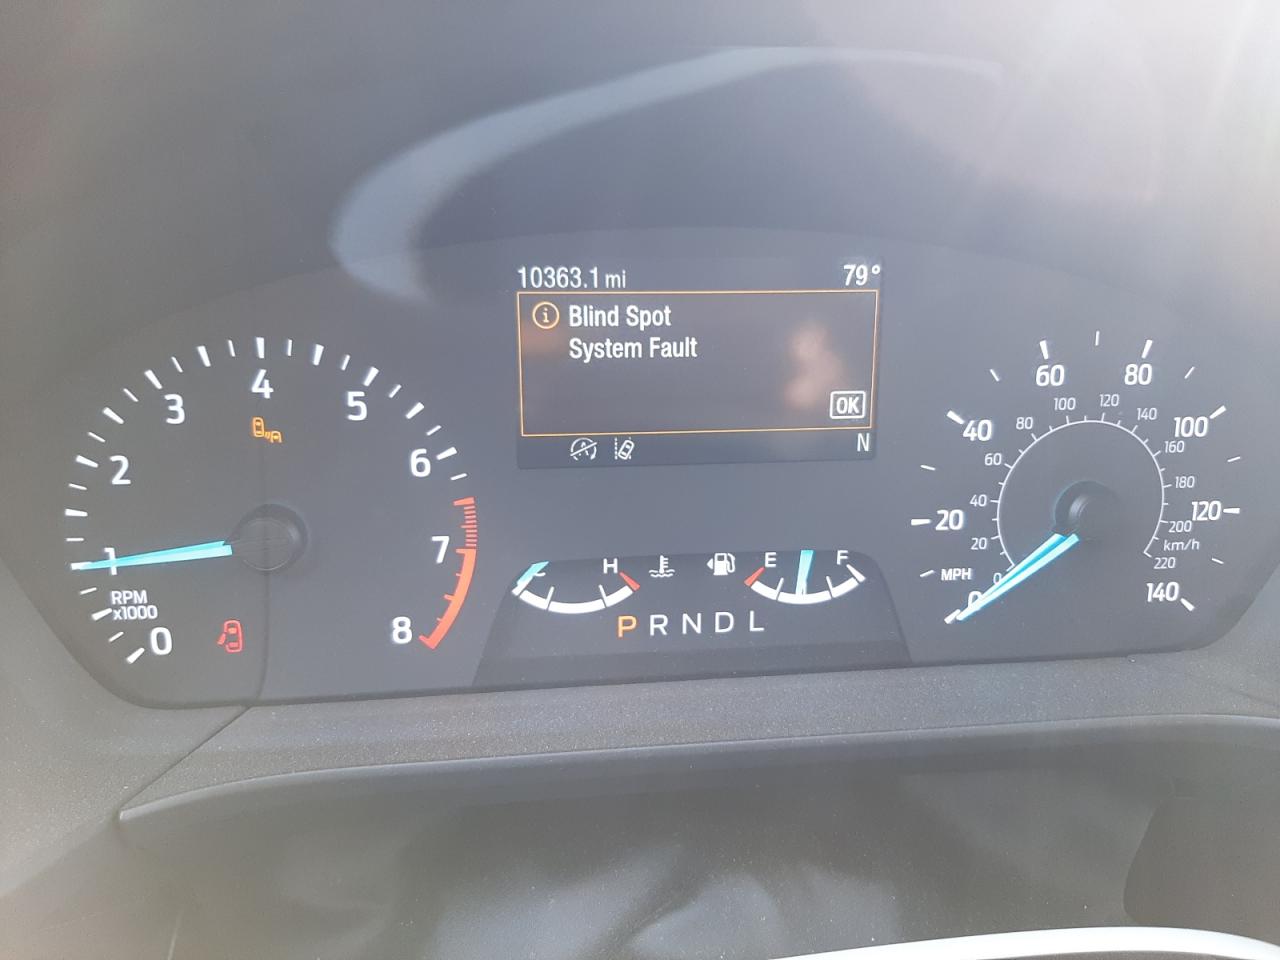 10363.1 mi 79°
Blind Spot
System Fault
OK
N
0 1 2 3 4 5 6 7 8
RPM
x1000
H
E F
P R N D L
0 20 40 60 80 100 120 140
MPH
0 20 40 60 80 100 120 140 160 180 200 220
km/h